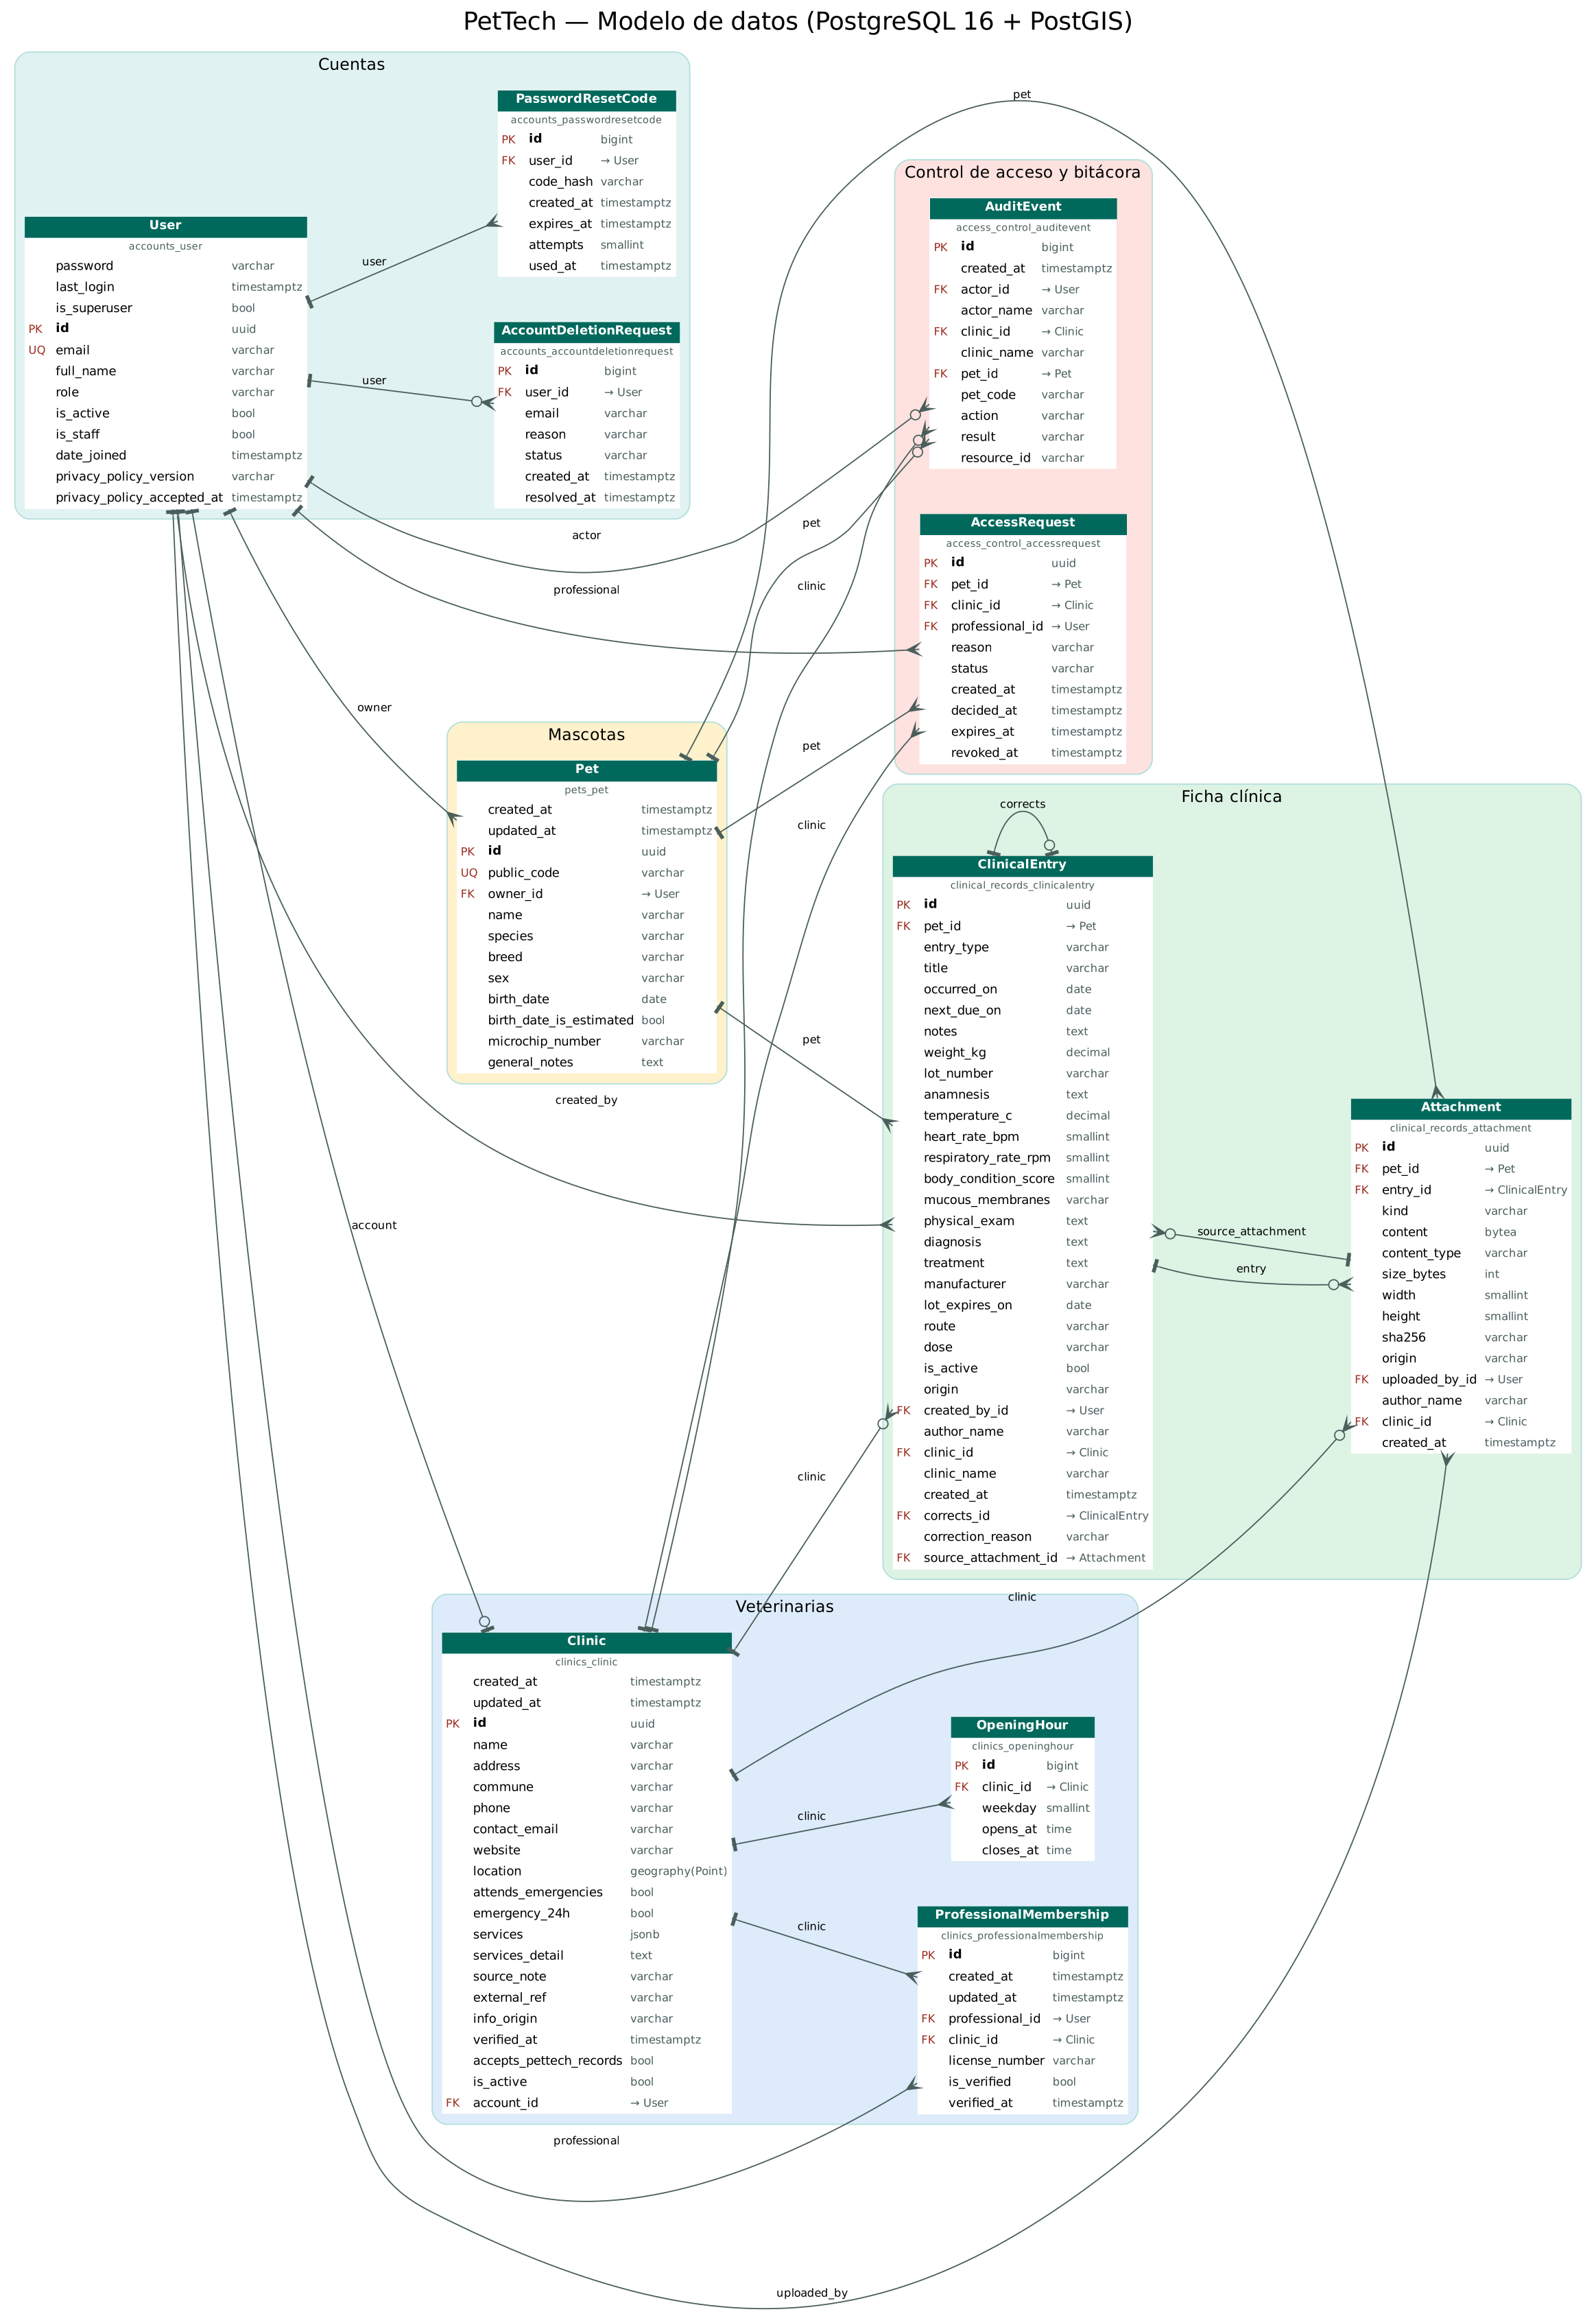 PetTech — Modelo de datos (PostgreSQL 16 + PostGIS)
Cuentas
PasswordResetCode
accounts_passwordresetcode
PK id bigint
FK user_id → User
code_hash varchar
created_at timestamptz
expires_at timestamptz
attempts smallint
used_at timestamptz
User
accounts_user
password varchar
last_login timestamptz
is_superuser bool
PK id uuid
UQ email varchar
full_name varchar
role varchar
is_active bool
is_staff bool
date_joined timestamptz
privacy_policy_version varchar
privacy_policy_accepted_at timestamptz
user
user
AccountDeletionRequest
accounts_accountdeletionrequest
PK id bigint
FK user_id → User
email varchar
reason varchar
status varchar
created_at timestamptz
resolved_at timestamptz
pet
Control de acceso y bitácora
AuditEvent
access_control_auditevent
PK id bigint
created_at timestamptz
FK actor_id → User
actor_name varchar
FK clinic_id → Clinic
clinic_name varchar
FK pet_id → Pet
pet_code varchar
action varchar
result varchar
resource_id varchar
AccessRequest
access_control_accessrequest
PK id uuid
FK pet_id → Pet
FK clinic_id → Clinic
FK professional_id → User
reason varchar
status varchar
created_at timestamptz
decided_at timestamptz
expires_at timestamptz
revoked_at timestamptz
actor
pet
professional
clinic
owner
pet
clinic
Mascotas
Pet
pets_pet
created_at timestamptz
updated_at timestamptz
PK id uuid
UQ public_code varchar
FK owner_id → User
name varchar
species varchar
breed varchar
sex varchar
birth_date date
birth_date_is_estimated bool
microchip_number varchar
general_notes text
pet
created_by
account
Ficha clínica
corrects
ClinicalEntry
clinical_records_clinicalentry
PK id uuid
FK pet_id → Pet
entry_type varchar
title varchar
occurred_on date
next_due_on date
notes text
weight_kg decimal
lot_number varchar
anamnesis text
temperature_c decimal
heart_rate_bpm smallint
respiratory_rate_rpm smallint
body_condition_score smallint
mucous_membranes varchar
physical_exam text
diagnosis text
treatment text
manufacturer varchar
lot_expires_on date
route varchar
dose varchar
is_active bool
origin varchar
FK created_by_id → User
author_name varchar
FK clinic_id → Clinic
clinic_name varchar
created_at timestamptz
FK corrects_id → ClinicalEntry
correction_reason varchar
FK source_attachment_id → Attachment
source_attachment
entry
Attachment
clinical_records_attachment
PK id uuid
FK pet_id → Pet
FK entry_id → ClinicalEntry
kind varchar
content bytea
content_type varchar
size_bytes int
width smallint
height smallint
sha256 varchar
origin varchar
FK uploaded_by_id → User
author_name varchar
FK clinic_id → Clinic
created_at timestamptz
clinic
clinic
Veterinarias
Clinic
clinics_clinic
created_at timestamptz
updated_at timestamptz
PK id uuid
name varchar
address varchar
commune varchar
phone varchar
contact_email varchar
website varchar
location geography(Point)
attends_emergencies bool
emergency_24h bool
services jsonb
services_detail text
source_note varchar
external_ref varchar
info_origin varchar
verified_at timestamptz
accepts_pettech_records bool
is_active bool
FK account_id → User
clinic
clinic
OpeningHour
clinics_openinghour
PK id bigint
FK clinic_id → Clinic
weekday smallint
opens_at time
closes_at time
ProfessionalMembership
clinics_professionalmembership
PK id bigint
created_at timestamptz
updated_at timestamptz
FK professional_id → User
FK clinic_id → Clinic
license_number varchar
is_verified bool
verified_at timestamptz
professional
uploaded_by